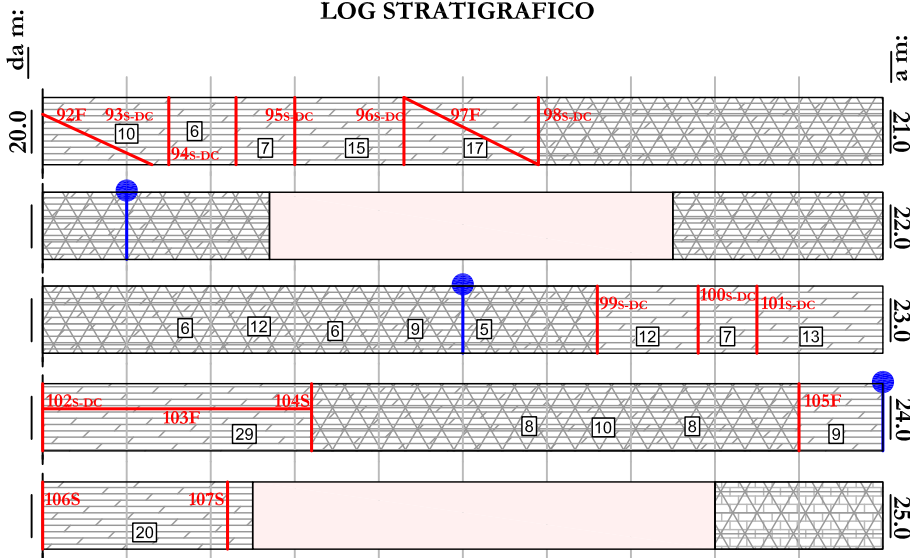 LOG STRATIGRAFICO
da m:
a m:
20.0
92F 93S-DC 94S-DC 95S-DC 96S-DC 97F 98S-DC
10 6 7 15 17
21.0
22.0
99S-DC 100S-DC 101S-DC
6 12 6 9 5 12 7 13
23.0
102S-DC 103F 104S 105F
29 8 10 8 9
24.0
106S 107S
20
25.0